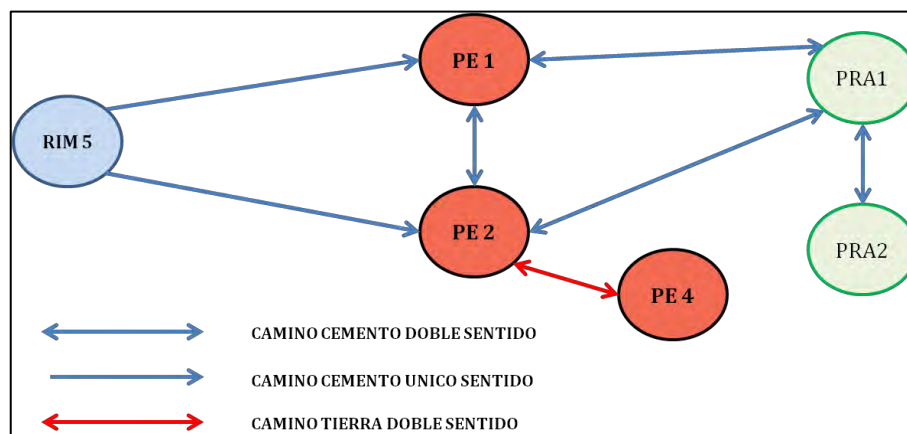 PE 1
PRA1
RIM 5
PE 2
PRA2
PE 4
CAMINO CEMENTO DOBLE SENTIDO
CAMINO CEMENTO UNICO SENTIDO
CAMINO TIERRA DOBLE SENTIDO